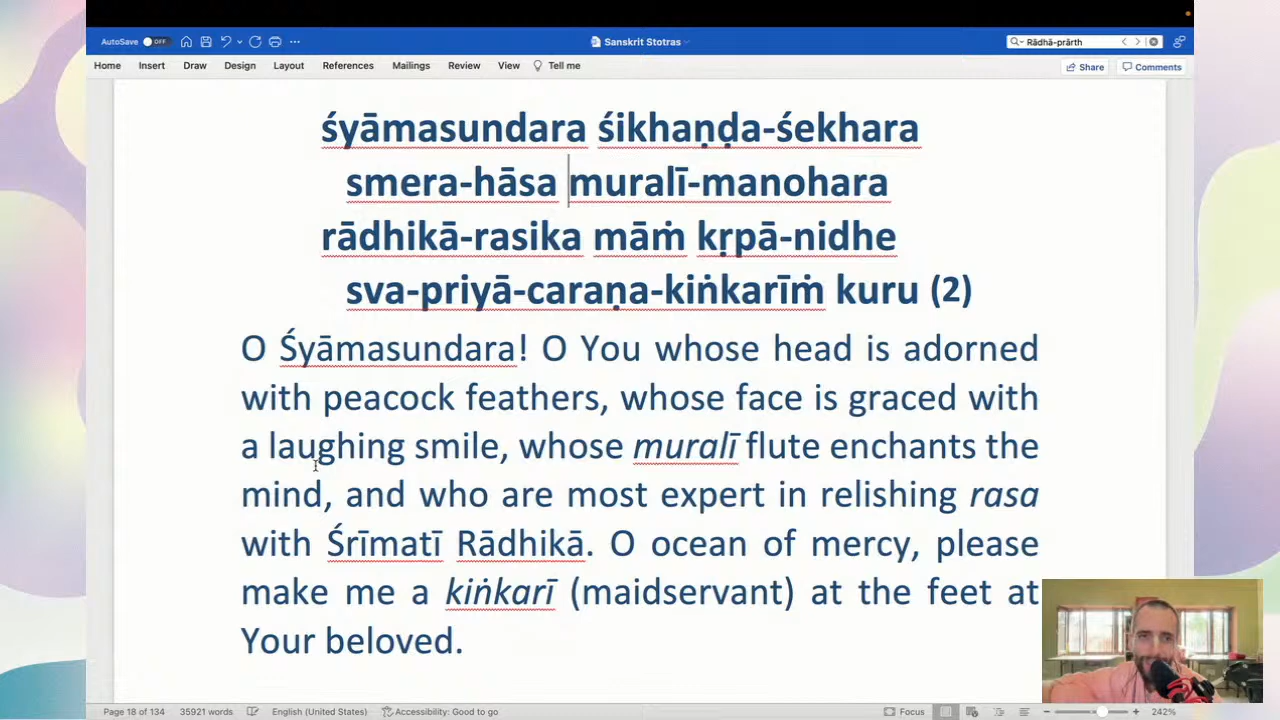 AutoSave OFF Sanskrit Stotras Rādhā-prārth
Home Insert Draw Design Layout References Mailings Review View Tell me Share Comments
śyāmasundara śikhaṇḍa-śekhara
smera-hāsa muralī-manohara
rādhikā-rasika māṁ kṛpā-nidhe
sva-priyā-caraṇa-kiṅkarīṁ kuru (2)
O Śyāmasundara! O You whose head is adorned
with peacock feathers, whose face is graced with
a laughing smile, whose muralī flute enchants the
mind, and who are most expert in relishing rasa
with Śrīmatī Rādhikā. O ocean of mercy, please
make me a kiṅkarī (maidservant) at the feet at
Your beloved.
Page 18 of 134 35921 words English (United States) Accessibility: Good to go Focus 242%